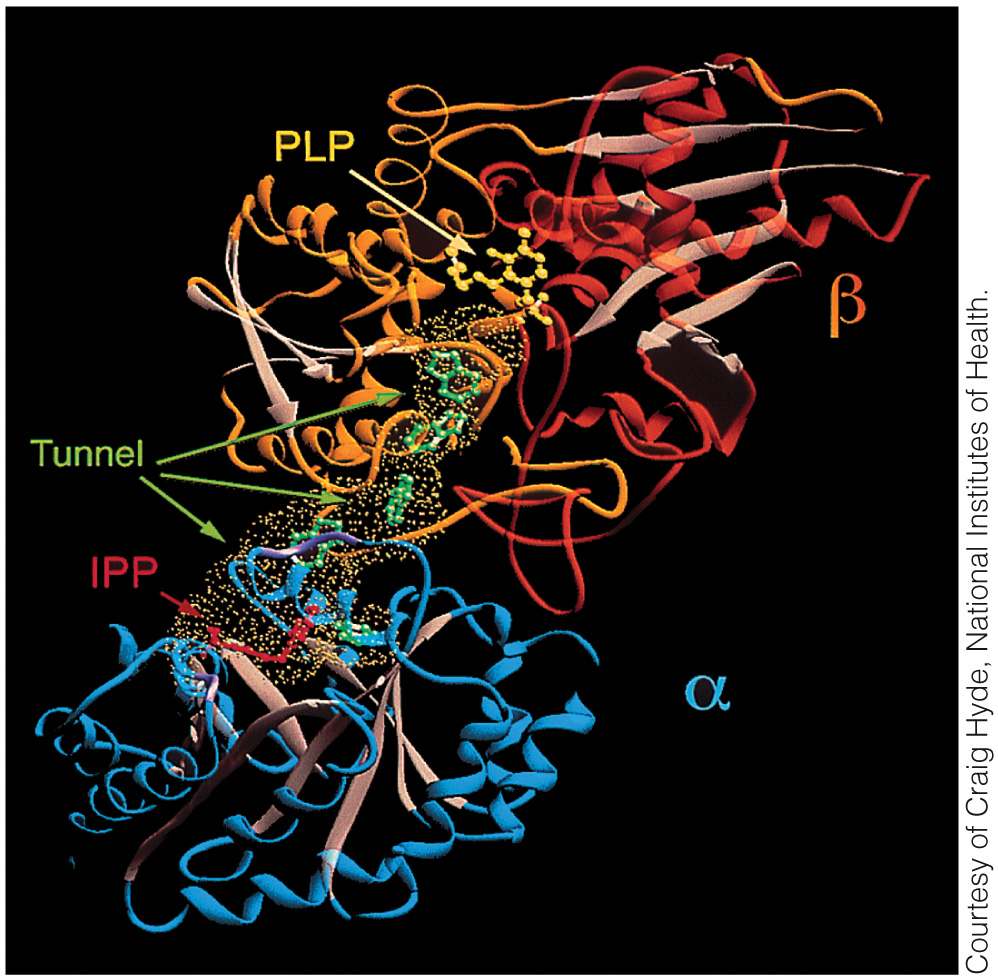 PLP
β
Tunnel
IPP
α
Courtesy of Craig Hyde, National Institutes of Health.